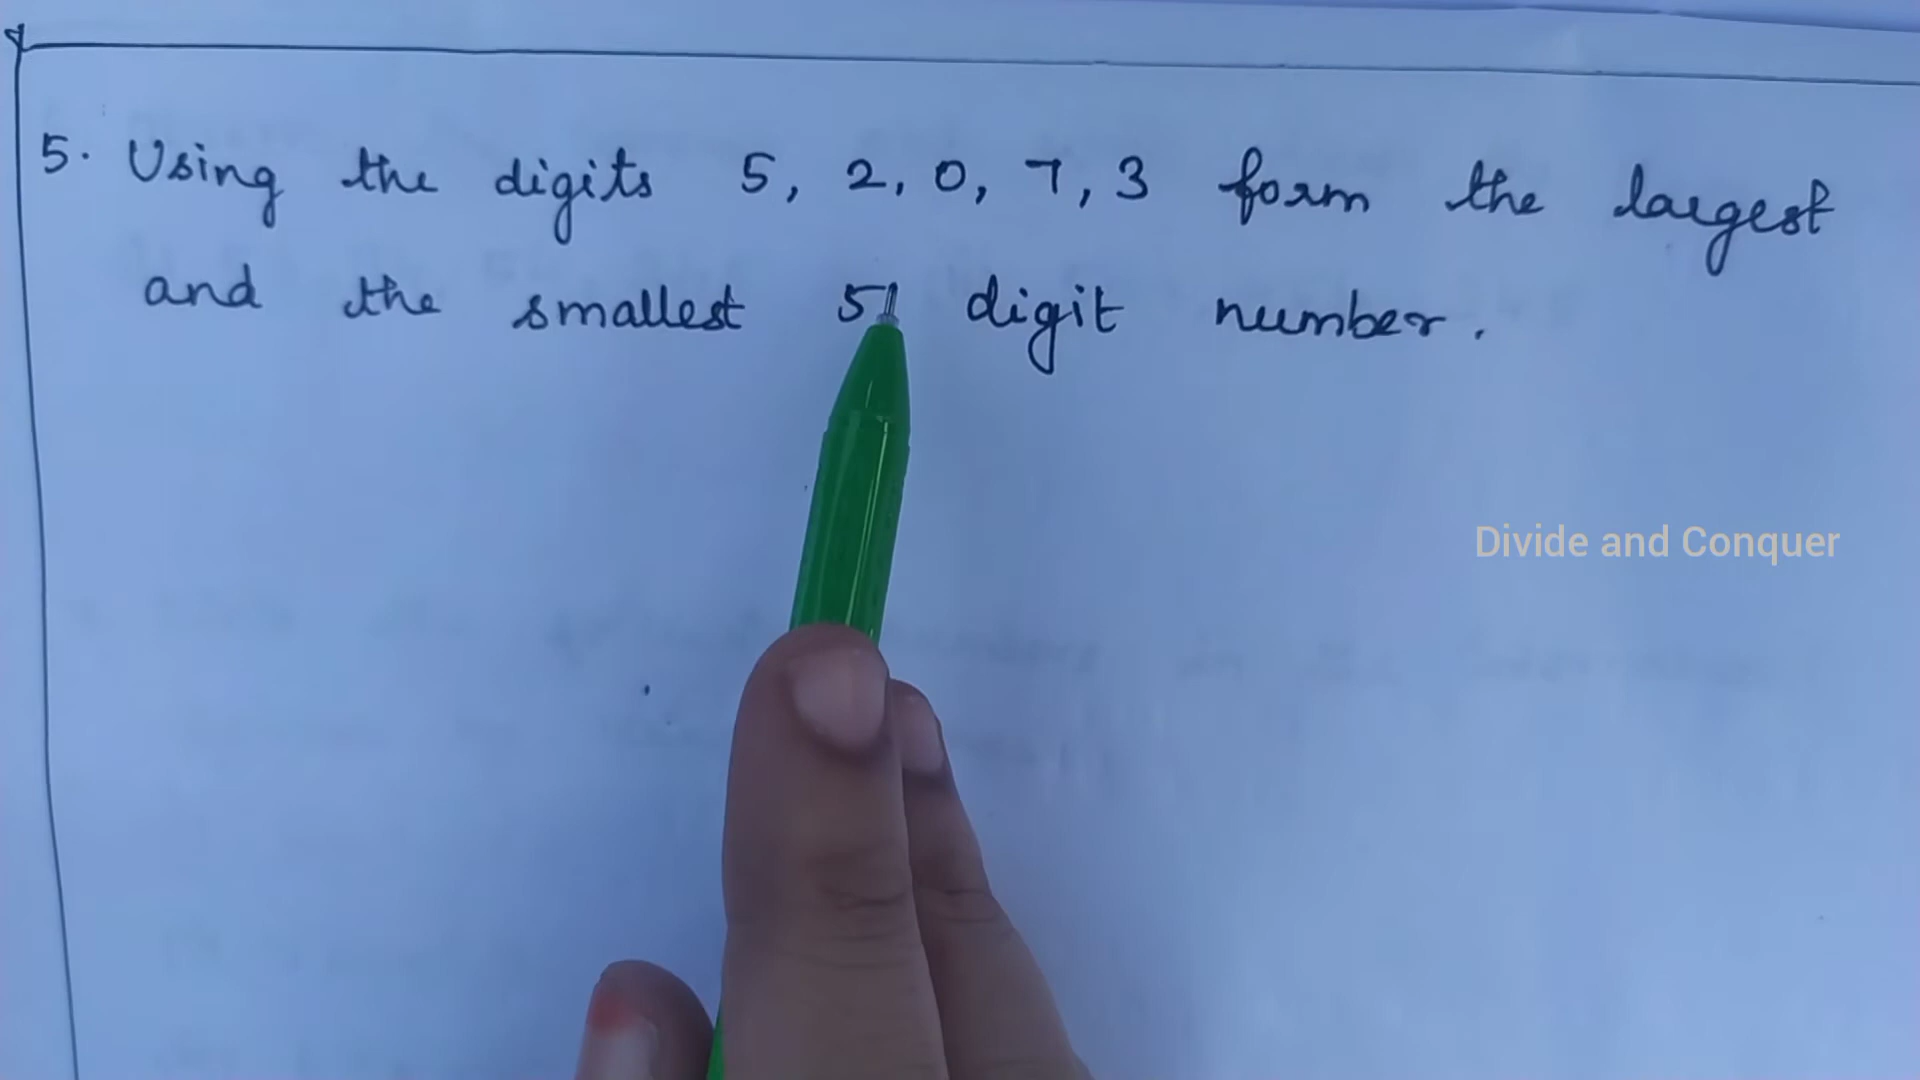 5. Using the digits 5, 2, 0, 7, 3 form the largest
and the smallest 5 digit number.
Divide and Conquer